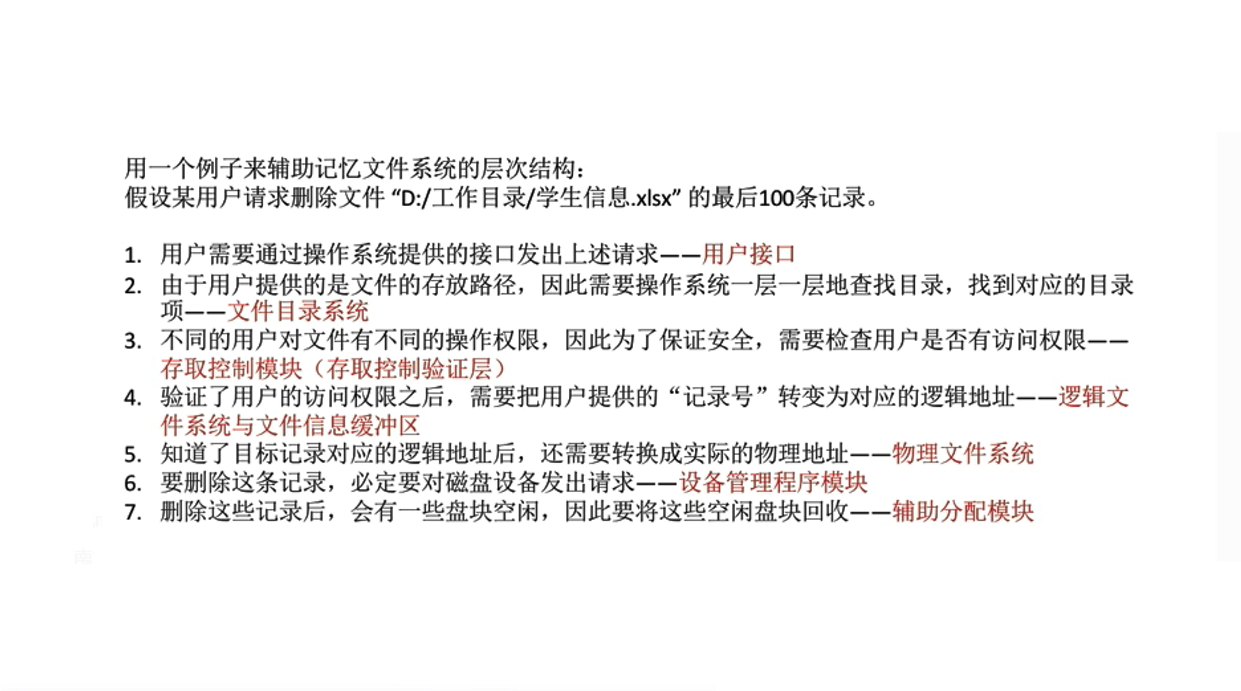 用一个例子来辅助记忆文件系统的层次结构：
假设某用户请求删除文件 “D:/工作目录/学生信息.xlsx” 的最后100条记录。
1. 用户需要通过操作系统提供的接口发出上述请求——用户接口
2. 由于用户提供的是文件的存放路径，因此需要操作系统一层一层地查找目录，找到对应的目录
项——文件目录系统
3. 不同的用户对文件有不同的操作权限，因此为了保证安全，需要检查用户是否有访问权限——
存取控制模块（存取控制验证层）
4. 验证了用户的访问权限之后，需要把用户提供的“记录号”转变为对应的逻辑地址——逻辑文
件系统与文件信息缓冲区
5. 知道了目标记录对应的逻辑地址后，还需要转换成实际的物理地址——物理文件系统
6. 要删除这条记录，必定要对磁盘设备发出请求——设备管理程序模块
7. 删除这些记录后，会有一些盘块空闲，因此要将这些空闲盘块回收——辅助分配模块
南